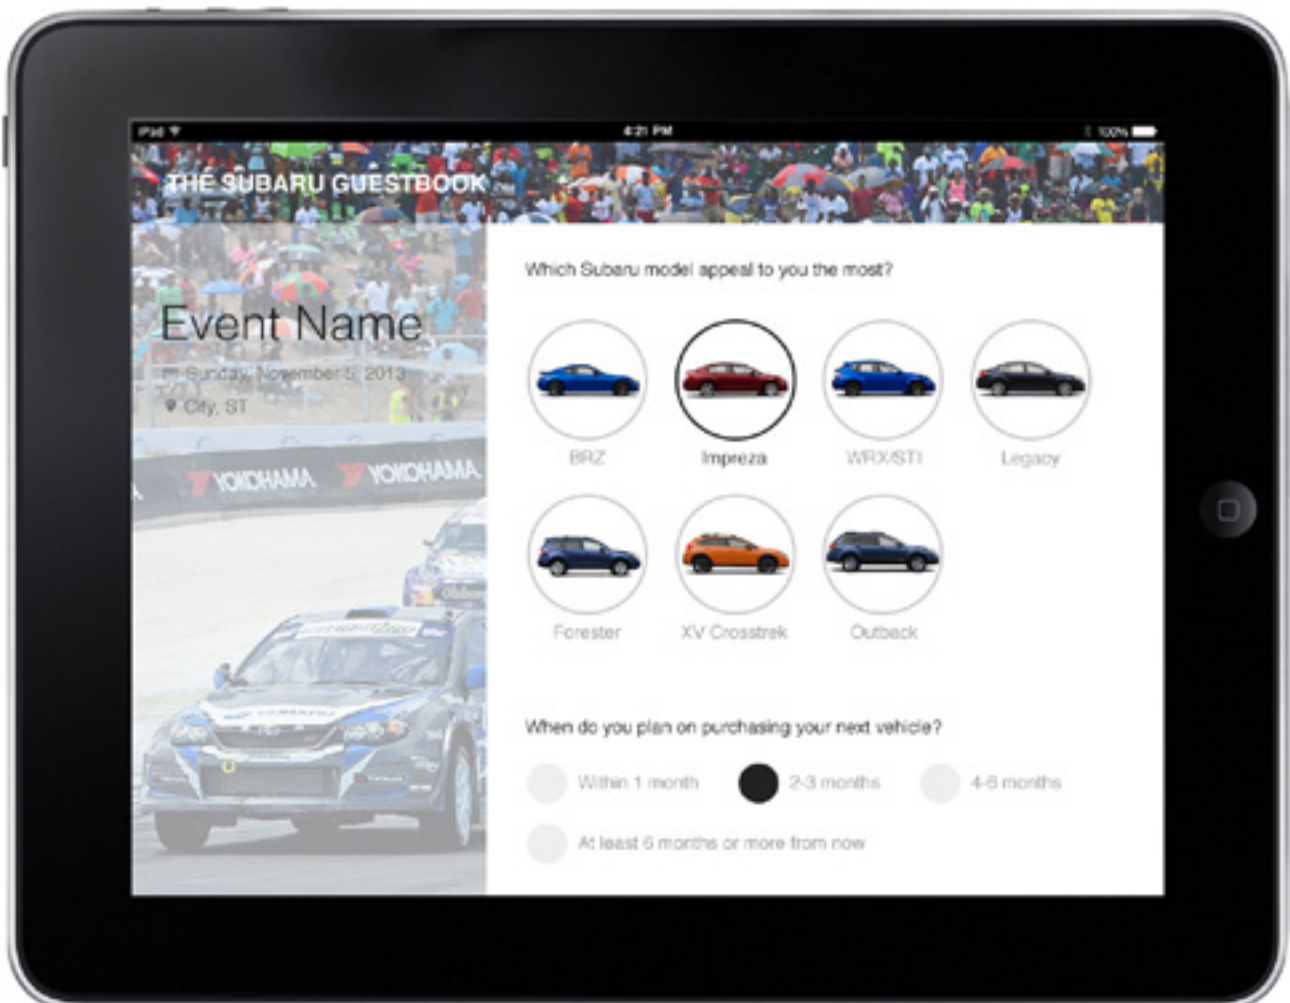 iPad
4:21 PM
100%
THE SUBARU GUESTBOOK
Event Name
Sunday, November 5, 2013
City, ST
YOKOHAMA
YOKOHAMA
Which Subaru model appeal to you the most?
BRZ
Impreza
WRX/STI
Legacy
Forester
XV Crosstrek
Outback
When do you plan on purchasing your next vehicle?
Within 1 month
2-3 months
4-6 months
At least 6 months or more from now